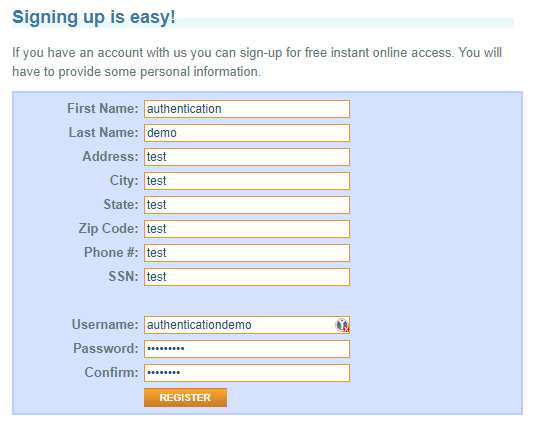 Signing up is easy!
If you have an account with us you can sign-up for free instant online access. You will
have to provide some personal information.
First Name: authentication
Last Name: demo
Address: test
City: test
State: test
Zip Code: test
Phone #: test
SSN: test
Username: authenticationdemo
Password: •••••••••
Confirm: ••••••••
REGISTER